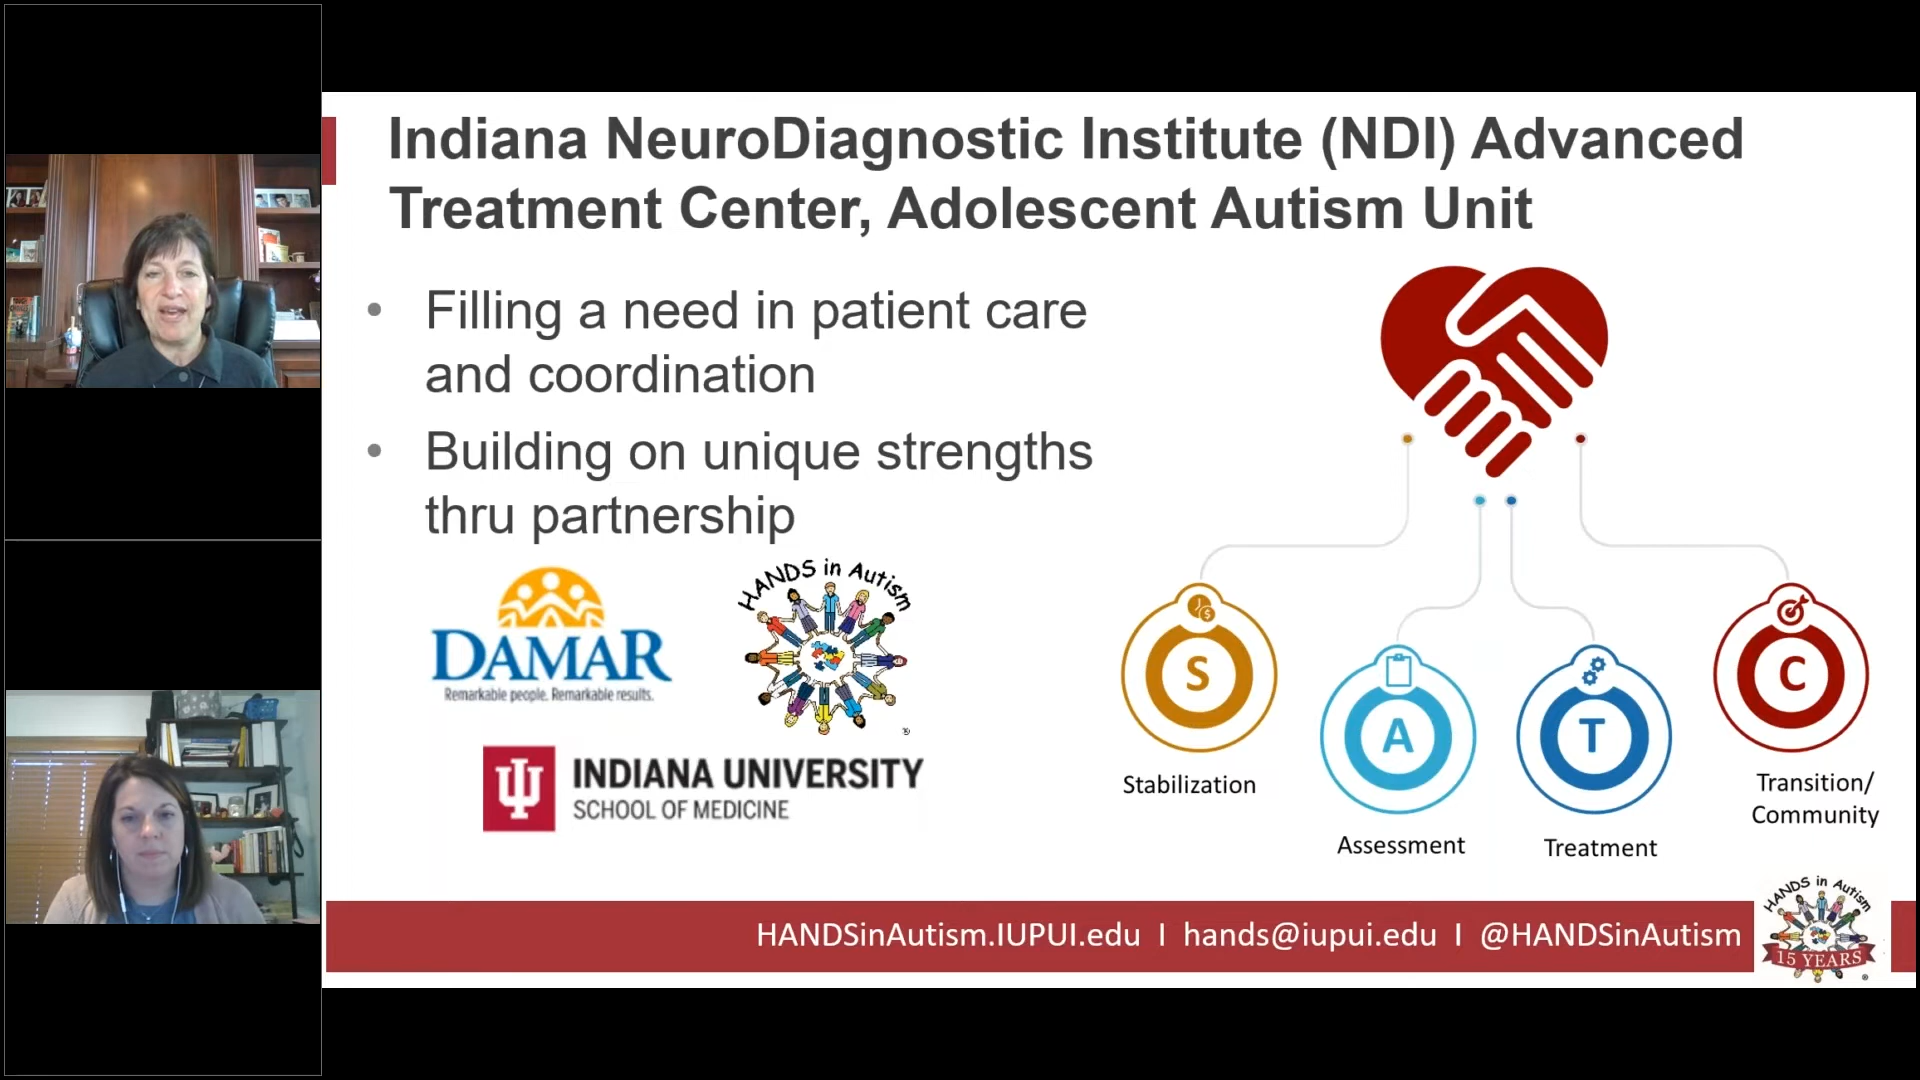 Indiana NeuroDiagnostic Institute (NDI) Advanced
Treatment Center, Adolescent Autism Unit
• Filling a need in patient care
and coordination
• Building on unique strengths
thru partnership
DAMAR
Remarkable people. Remarkable results.
HANDS in Autism
®
INDIANA UNIVERSITY
SCHOOL OF MEDICINE
S
Stabilization
A
Assessment
T
Treatment
C
Transition/
Community
HANDSinAutism.IUPUI.edu I hands@iupui.edu I @HANDSinAutism
HANDS in Autism
15 YEARS
®